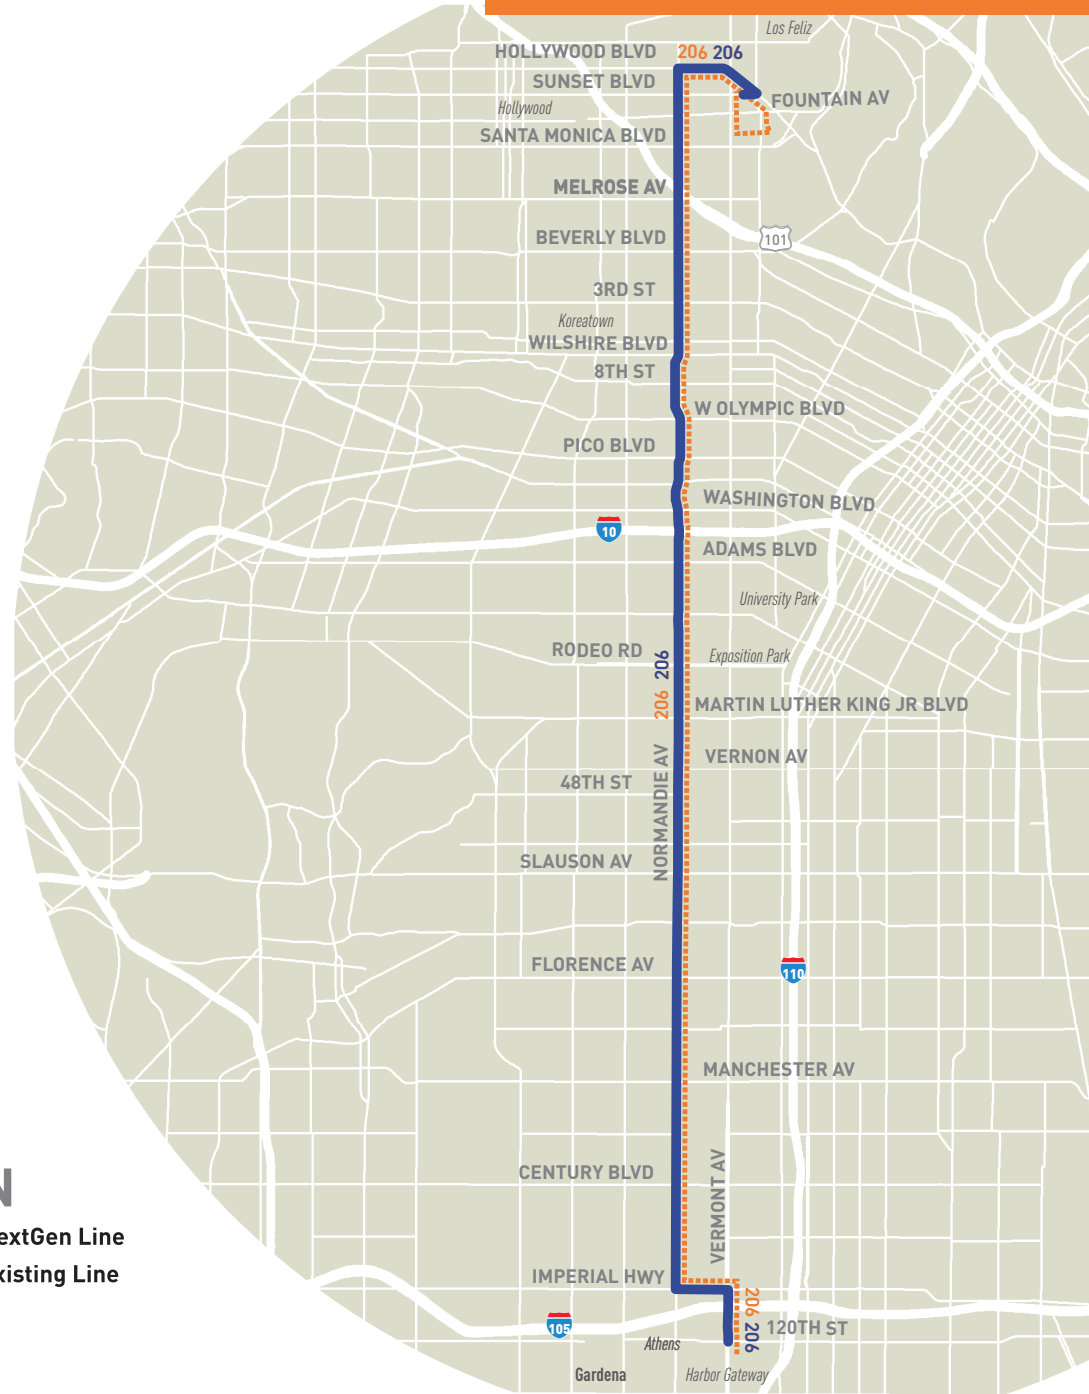 Los Feliz
HOLLYWOOD BLVD
206 206
SUNSET BLVD
FOUNTAIN AV
Hollywood
SANTA MONICA BLVD
MELROSE AV
BEVERLY BLVD
101
3RD ST
Koreatown
WILSHIRE BLVD
8TH ST
W OLYMPIC BLVD
PICO BLVD
WASHINGTON BLVD
10
ADAMS BLVD
University Park
RODEO RD
206 206
Exposition Park
MARTIN LUTHER KING JR BLVD
NORMANDIE AV
VERNON AV
48TH ST
SLAUSON AV
FLORENCE AV
110
MANCHESTER AV
VERMONT AV
CENTURY BLVD
N
extGen Line
xisting Line
IMPERIAL HWY
206 206
105
120TH ST
Athens
Gardena
Harbor Gateway